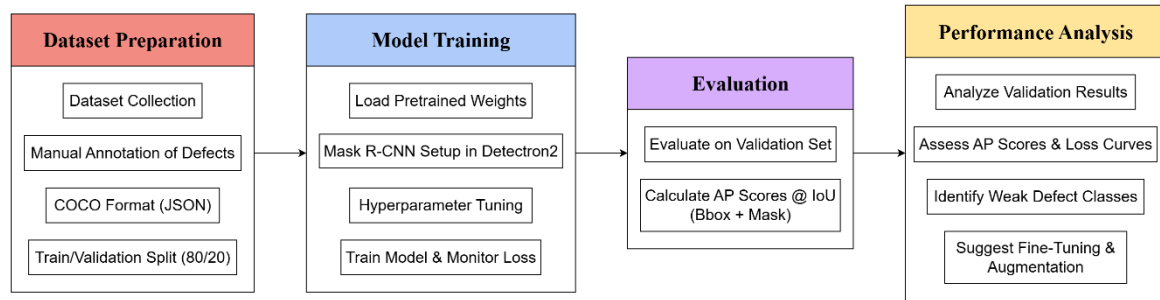 Dataset Preparation
Dataset Collection
Manual Annotation of Defects
COCO Format (JSON)
Train/Validation Split (80/20)
Model Training
Load Pretrained Weights
Mask R-CNN Setup in Detectron2
Hyperparameter Tuning
Train Model & Monitor Loss
Evaluation
Evaluate on Validation Set
Calculate AP Scores @ IoU
(Bbox + Mask)
Performance Analysis
Analyze Validation Results
Assess AP Scores & Loss Curves
Identify Weak Defect Classes
Suggest Fine-Tuning &
Augmentation